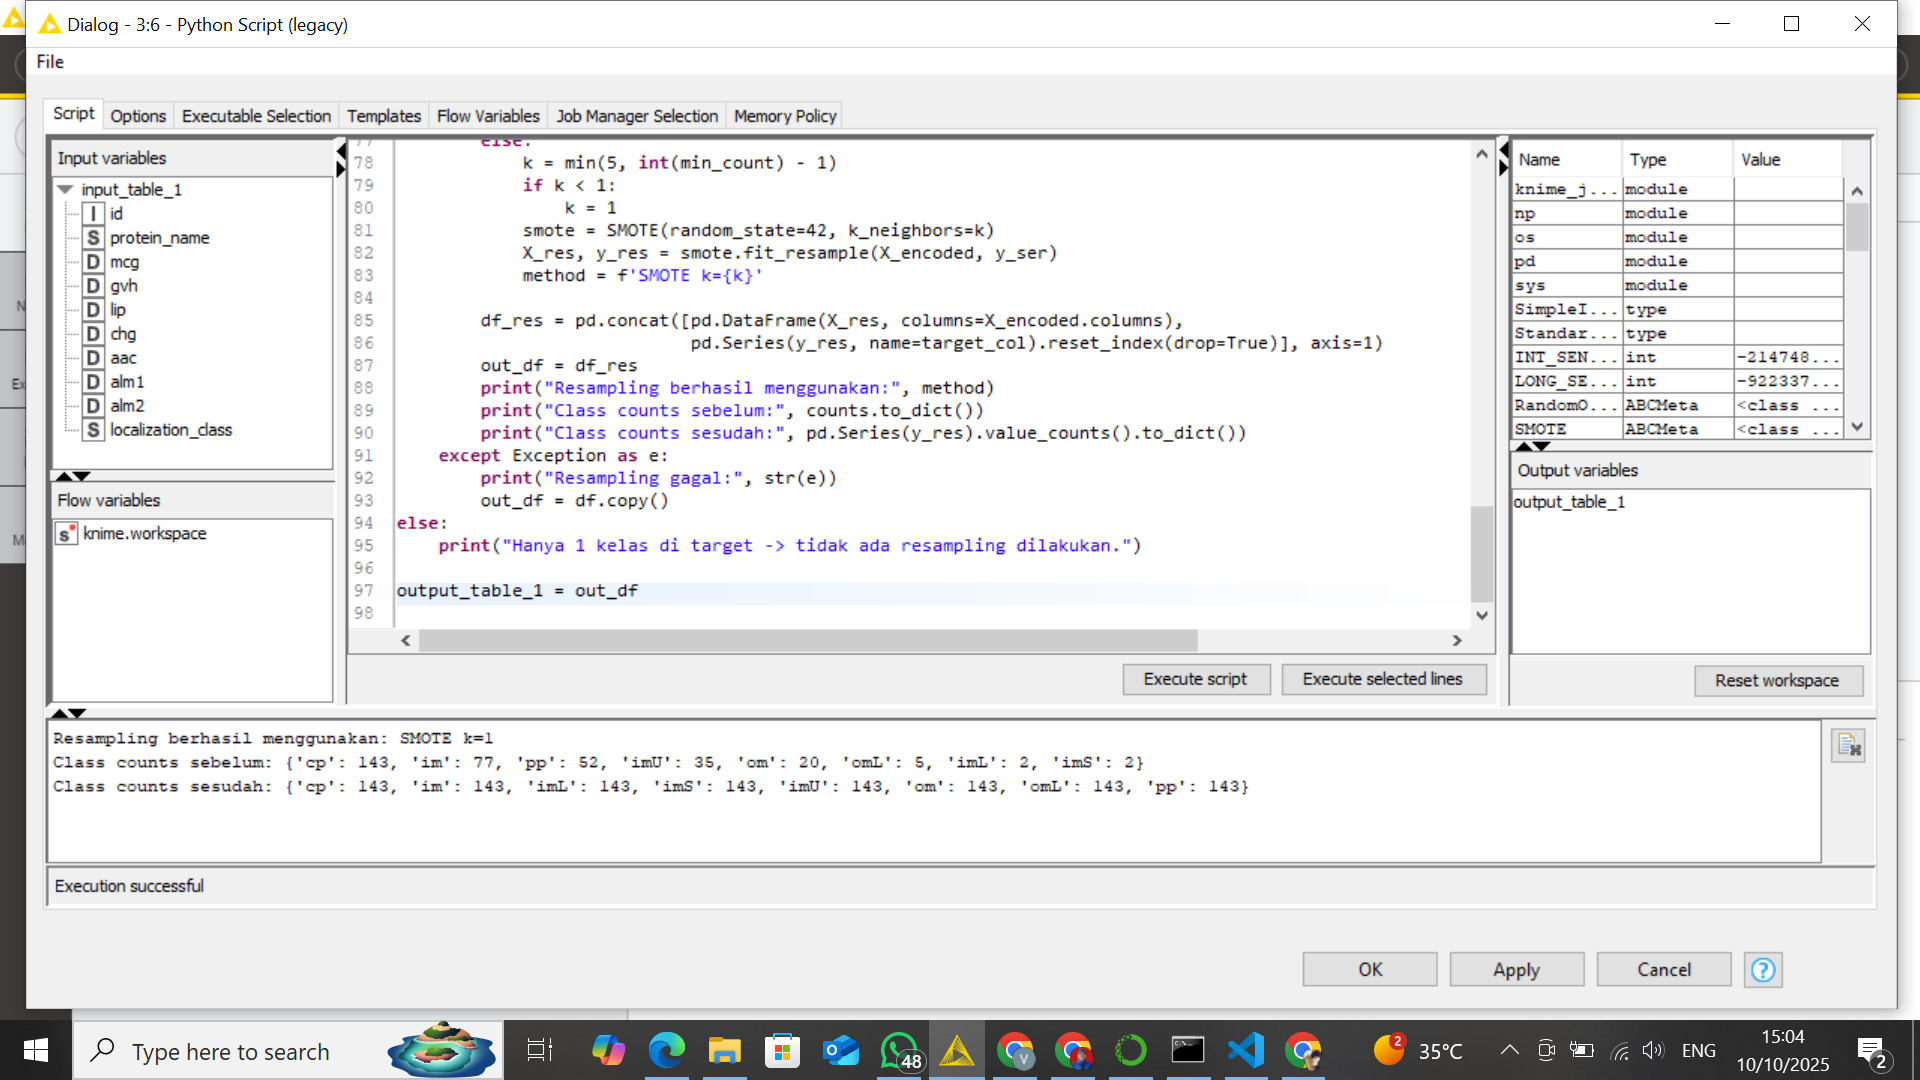 Dialog - 3:6 - Python Script (legacy)
File
Script Options Executable Selection Templates Flow Variables Job Manager Selection Memory Policy
Input variables
input_table_1
I id
S protein_name
D mcg
D gvh
D lip
D chg
D aac
D alm1
D alm2
S localization_class
Flow variables
s knime.workspace
77 else:
78 k = min(5, int(min_count) - 1)
79 if k < 1:
80 k = 1
81 smote = SMOTE(random_state=42, k_neighbors=k)
82 X_res, y_res = smote.fit_resample(X_encoded, y_ser)
83 method = f'SMOTE k={k}'
84
85 df_res = pd.concat([pd.DataFrame(X_res, columns=X_encoded.columns),
86 pd.Series(y_res, name=target_col).reset_index(drop=True)], axis=1)
87 out_df = df_res
88 print("Resampling berhasil menggunakan:", method)
89 print("Class counts sebelum:", counts.to_dict())
90 print("Class counts sesudah:", pd.Series(y_res).value_counts().to_dict())
91 except Exception as e:
92 print("Resampling gagal:", str(e))
93 out_df = df.copy()
94 else:
95 print("Hanya 1 kelas di target -> tidak ada resampling dilakukan.")
96
97 output_table_1 = out_df
98
Execute script Execute selected lines
Name Type Value
knime_j... module
np module
os module
pd module
sys module
SimpleI... type
Standar... type
INT_SEN... int -214748...
LONG_SE... int -922337...
RandomO... ABCMeta <class ...
SMOTE ABCMeta <class ...
Output variables
output_table_1
Reset workspace
Resampling berhasil menggunakan: SMOTE k=1
Class counts sebelum: {'cp': 143, 'im': 77, 'pp': 52, 'imU': 35, 'om': 20, 'omL': 5, 'imL': 2, 'imS': 2}
Class counts sesudah: {'cp': 143, 'im': 143, 'imL': 143, 'imS': 143, 'imU': 143, 'om': 143, 'omL': 143, 'pp': 143}
Execution successful
OK Apply Cancel ?
Type here to search
48
V
2
35°C
ENG
15:04
10/10/2025
2